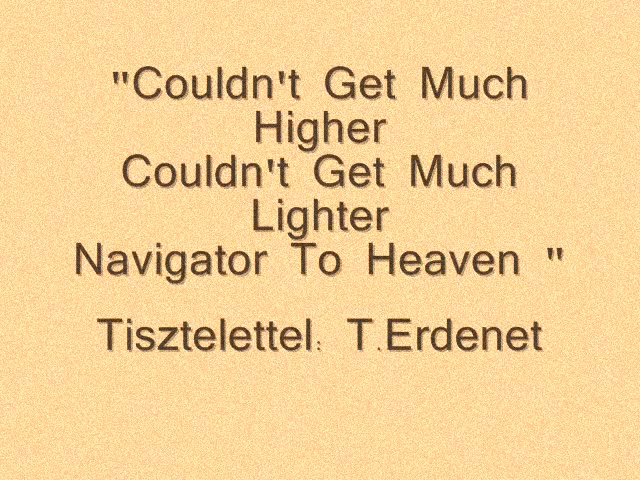 "Couldn't Get Much
Higher
Couldn't Get Much
Lighter
Navigator To Heaven "
Tisztelettel: T.Erdenet